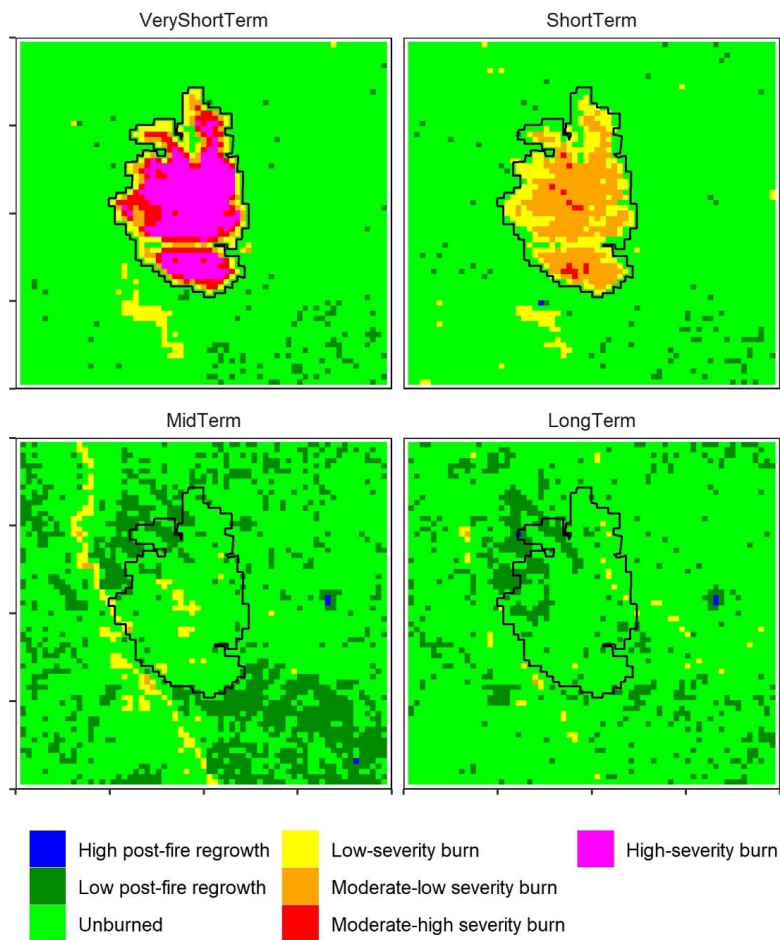 VeryShortTerm
ShortTerm
MidTerm
LongTerm
High post-fire regrowth
Low post-fire regrowth
Unburned
Low-severity burn
Moderate-low severity burn
Moderate-high severity burn
High-severity burn